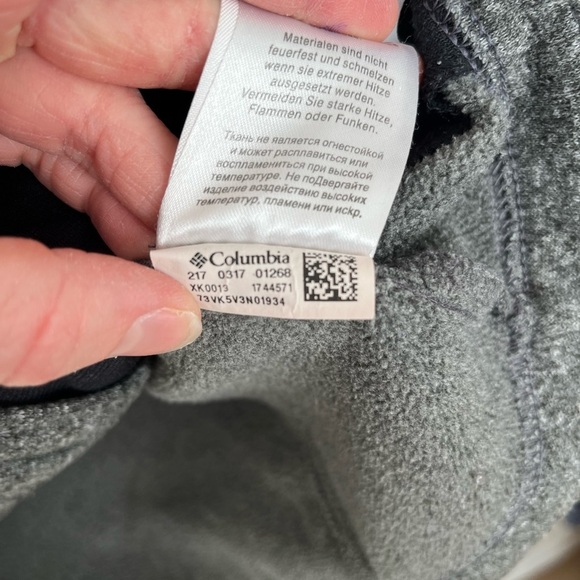 Materialen sind nicht
feuerfest und schmelzen
wenn sie extremer Hitze
ausgesetzt werden.
Vermeiden Sie starke Hitze,
Flammen oder Funken.
Ткань не является огнестойкой
и может расплавиться или
воспламениться при высокой
температуре. Не поДвергайте
изделие воздействию высоких
температур, пламени или искр.
Columbia
217 0317 01268
XK0019 1744571
73VK5V3N01934